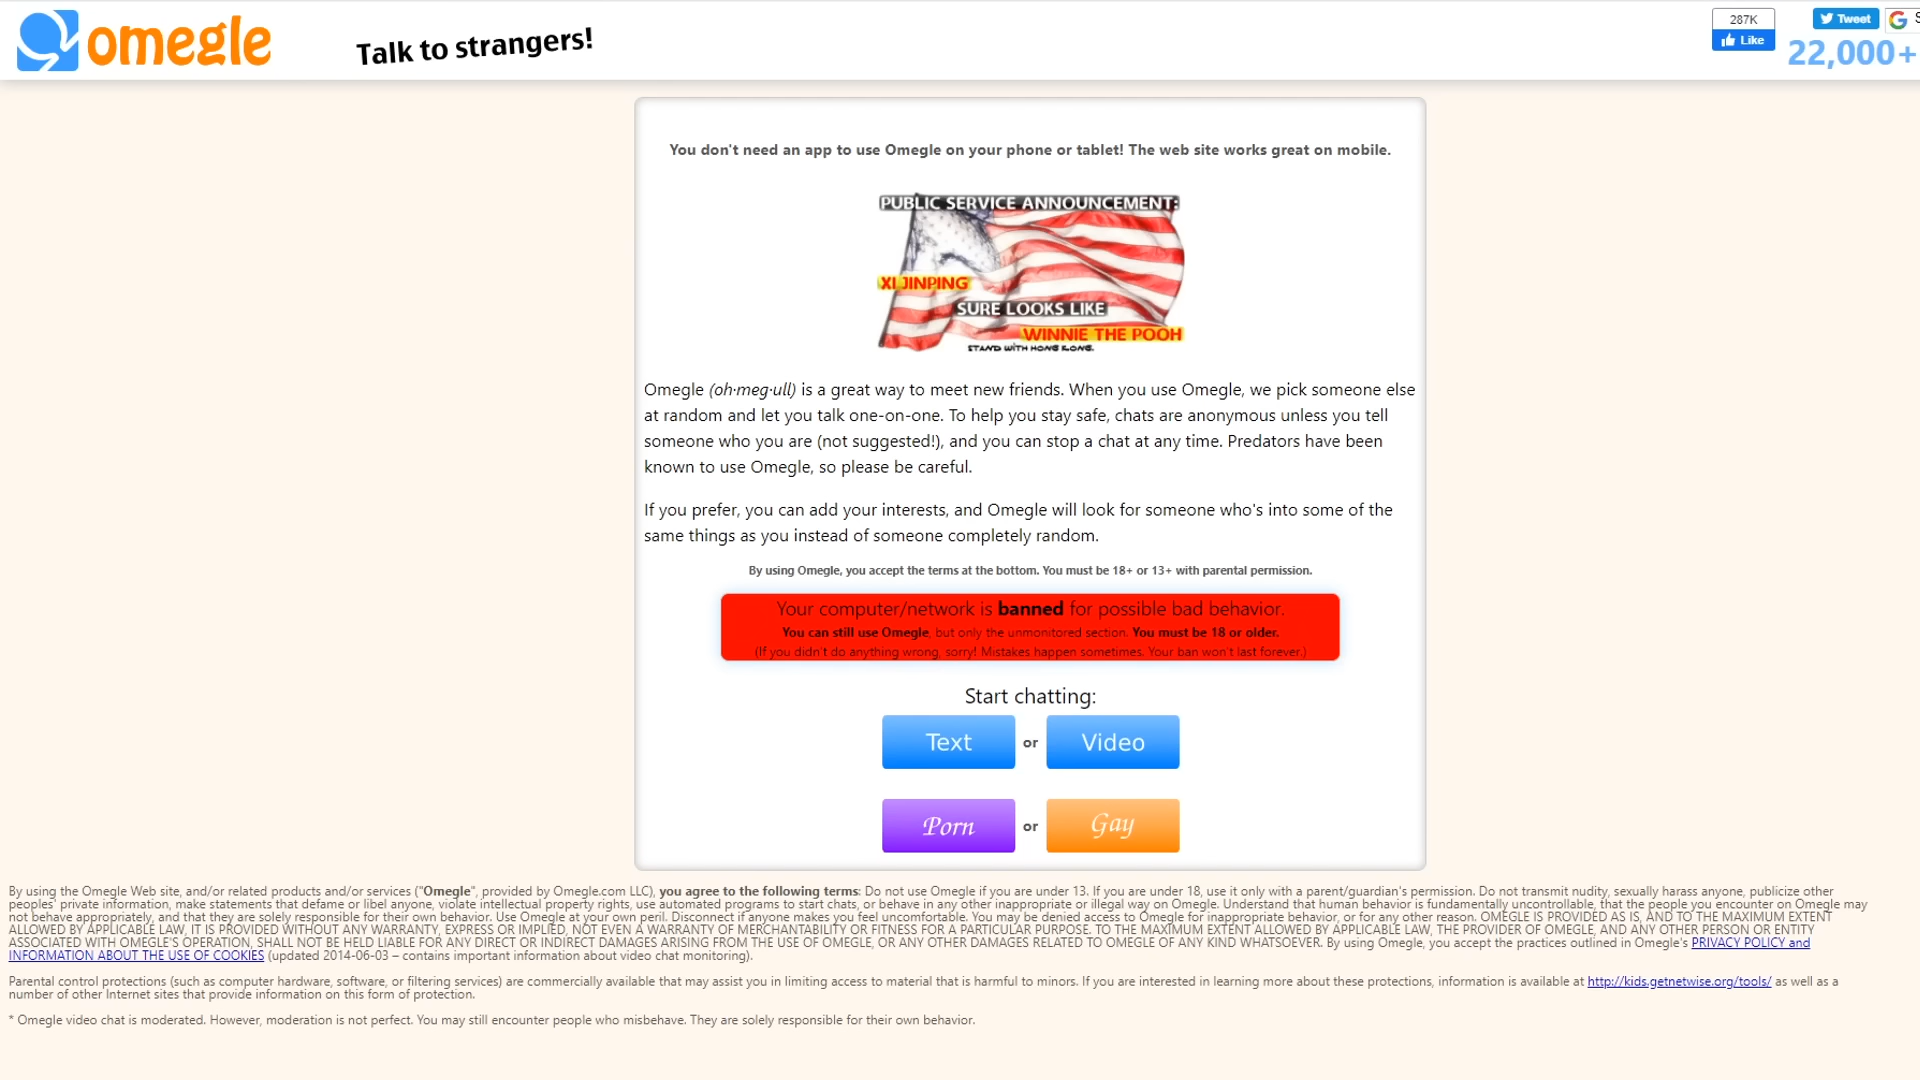 omegle
Talk to strangers!
287K
Like
Tweet
22,000+
You don't need an app to use Omegle on your phone or tablet! The web site works great on mobile.
PUBLIC SERVICE ANNOUNCEMENT:
XI JINPING
SURE LOOKS LIKE
WINNIE THE POOH
STAND WITH HONG KONG.
Omegle (oh·meg·ull) is a great way to meet new friends. When you use Omegle, we pick someone else
at random and let you talk one-on-one. To help you stay safe, chats are anonymous unless you tell
someone who you are (not suggested!), and you can stop a chat at any time. Predators have been
known to use Omegle, so please be careful.
If you prefer, you can add your interests, and Omegle will look for someone who's into some of the
same things as you instead of someone completely random.
By using Omegle, you accept the terms at the bottom. You must be 18+ or 13+ with parental permission.
Your computer/network is banned for possible bad behavior.
You can still use Omegle, but only the unmonitored section. You must be 18 or older.
(If you didn't do anything wrong, sorry! Mistakes happen sometimes. Your ban won't last forever.)
Start chatting:
Text or Video
Porn or Gay
By using the Omegle Web site, and/or related products and/or services ("Omegle", provided by Omegle.com LLC), you agree to the following terms: Do not use Omegle if you are under 13. If you are under 18, use it only with a parent/guardian's permission. Do not transmit nudity, sexually harass anyone, publicize other
peoples' private information, make statements that defame or libel anyone, violate intellectual property rights, use automated programs to start chats, or behave in any other inappropriate or illegal way on Omegle. Understand that human behavior is fundamentally uncontrollable, that the people you encounter on Omegle may
not behave appropriately, and that they are solely responsible for their own behavior. Use Omegle at your own peril. Disconnect if anyone makes you feel uncomfortable. You may be denied access to Omegle for inappropriate behavior, or for any other reason. OMEGLE IS PROVIDED AS IS, AND TO THE MAXIMUM EXTENT
ALLOWED BY APPLICABLE LAW, IT IS PROVIDED WITHOUT ANY WARRANTY, EXPRESS OR IMPLIED, NOT EVEN A WARRANTY OF MERCHANTABILITY OR FITNESS FOR A PARTICULAR PURPOSE. TO THE MAXIMUM EXTENT ALLOWED BY APPLICABLE LAW, THE PROVIDER OF OMEGLE, AND ANY OTHER PERSON OR ENTITY
ASSOCIATED WITH OMEGLE'S OPERATION, SHALL NOT BE HELD LIABLE FOR ANY DIRECT OR INDIRECT DAMAGES ARISING FROM THE USE OF OMEGLE, OR ANY OTHER DAMAGES RELATED TO OMEGLE OF ANY KIND WHATSOEVER. By using Omegle, you accept the practices outlined in Omegle's PRIVACY POLICY and
INFORMATION ABOUT THE USE OF COOKIES (updated 2014-06-03 – contains important information about video chat monitoring).
Parental control protections (such as computer hardware, software, or filtering services) are commercially available that may assist you in limiting access to material that is harmful to minors. If you are interested in learning more about these protections, information is available at http://kids.getnetwise.org/tools/ as well as a
number of other Internet sites that provide information on this form of protection.
* Omegle video chat is moderated. However, moderation is not perfect. You may still encounter people who misbehave. They are solely responsible for their own behavior.